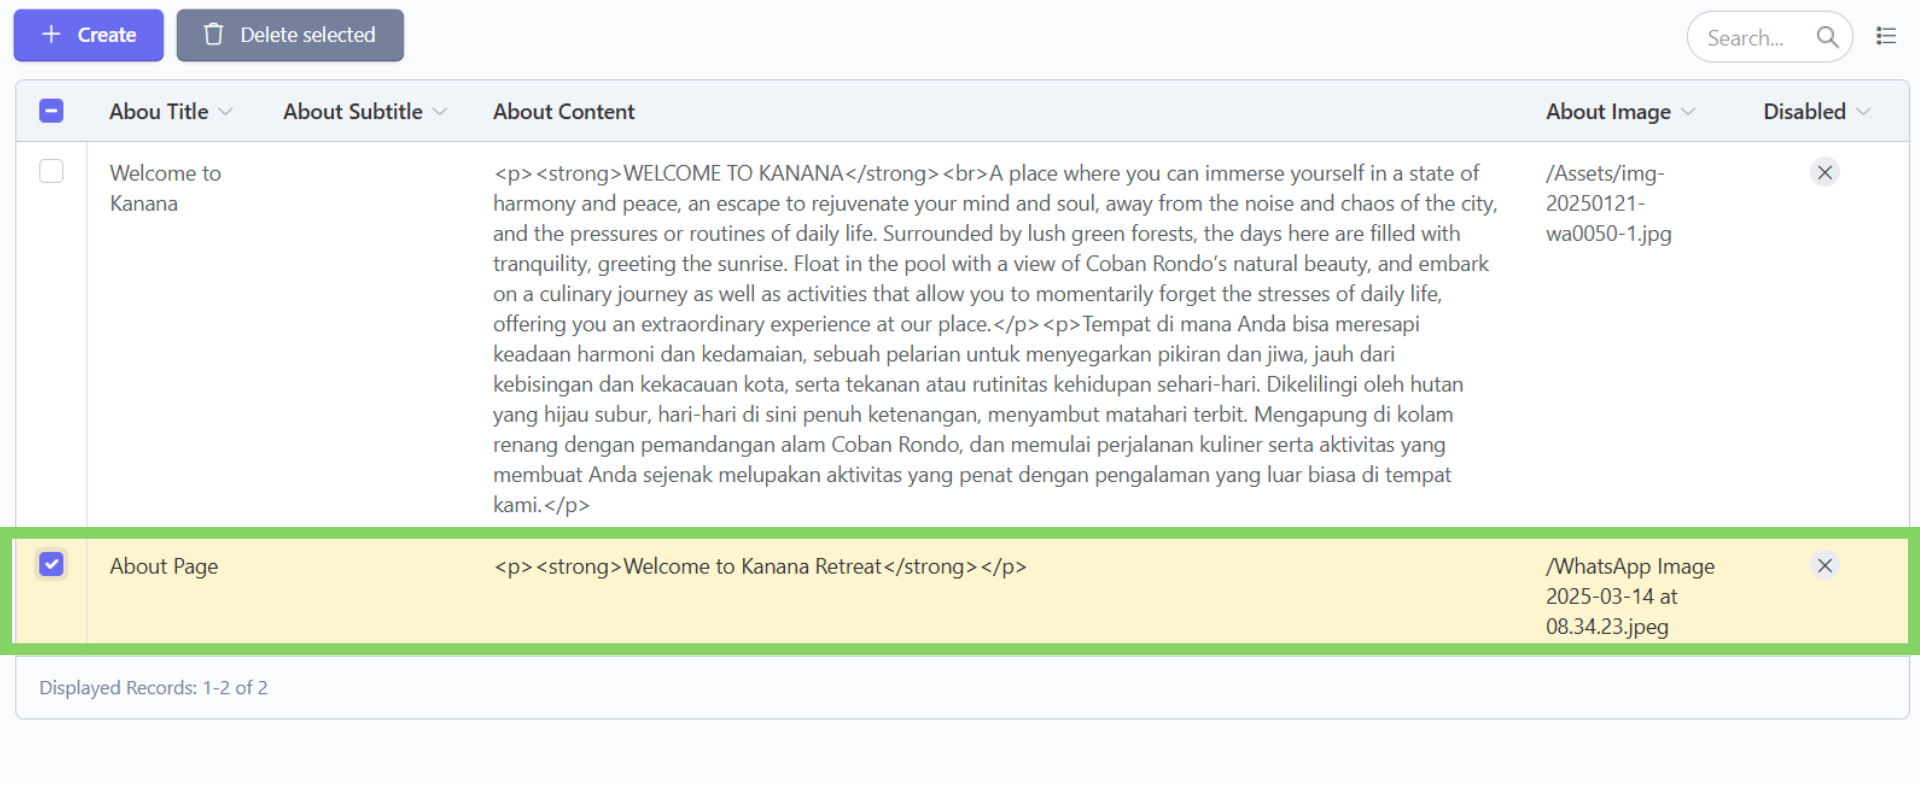 Create
Delete selected
Search...
Abou Title
About Subtitle
About Content
About Image
Disabled
Welcome to
Kanana
<p><strong>WELCOME TO KANANA</strong><br>A place where you can immerse yourself in a state of
harmony and peace, an escape to rejuvenate your mind and soul, away from the noise and chaos of the city,
and the pressures or routines of daily life. Surrounded by lush green forests, the days here are filled with
tranquility, greeting the sunrise. Float in the pool with a view of Coban Rondo’s natural beauty, and embark
on a culinary journey as well as activities that allow you to momentarily forget the stresses of daily life,
offering you an extraordinary experience at our place.</p><p>Tempat di mana Anda bisa meresapi
keadaan harmoni dan kedamaian, sebuah pelarian untuk menyegarkan pikiran dan jiwa, jauh dari
kebisingan dan kekacauan kota, serta tekanan atau rutinitas kehidupan sehari-hari. Dikelilingi oleh hutan
yang hijau subur, hari-hari di sini penuh ketenangan, menyambut matahari terbit. Mengapung di kolam
renang dengan pemandangan alam Coban Rondo, dan memulai perjalanan kuliner serta aktivitas yang
membuat Anda sejenak melupakan aktivitas yang penat dengan pengalaman yang luar biasa di tempat
kami.</p>
/Assets/img-
20250121-
wa0050-1.jpg
About Page
<p><strong>Welcome to Kanana Retreat</strong></p>
/WhatsApp Image
2025-03-14 at
08.34.23.jpeg
Displayed Records: 1-2 of 2